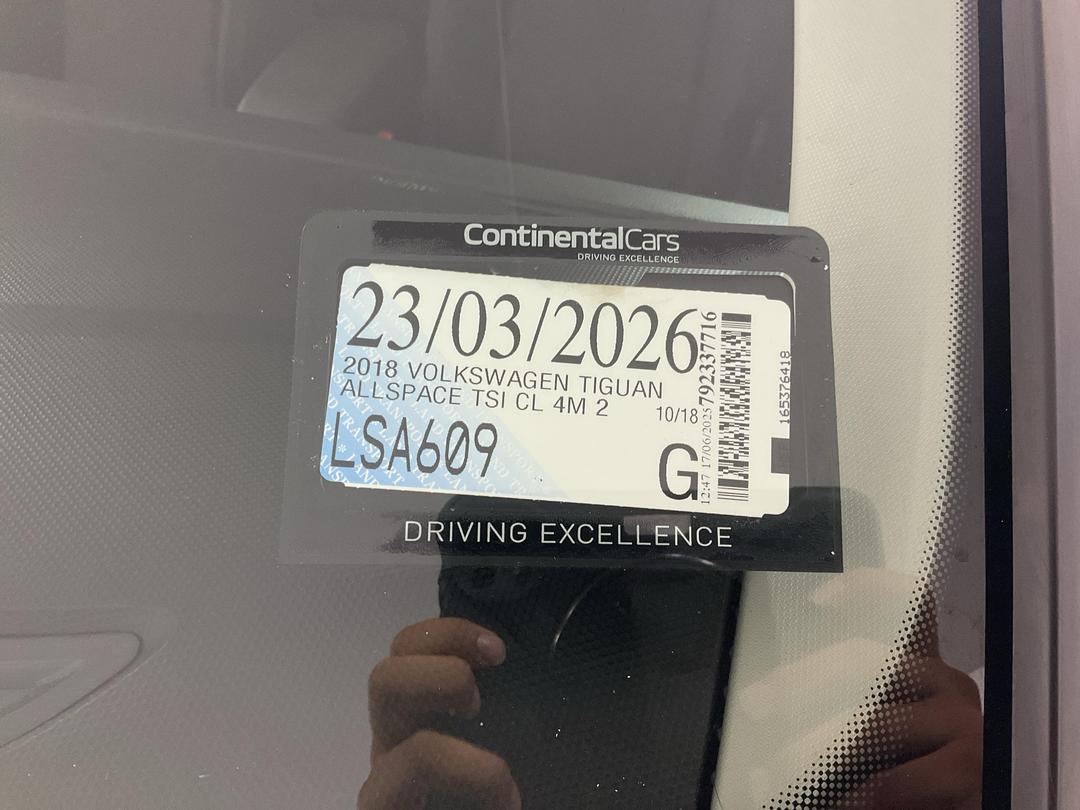 ContinentalCars
DRIVING EXCELLENCE
23/03/2026
2018 VOLKSWAGEN TIGUAN
ALLSPACE TSI CL 4M 2
10/18
LSA609
G
12:47 17/06/2025 792337716
165376418
DRIVING EXCELLENCE